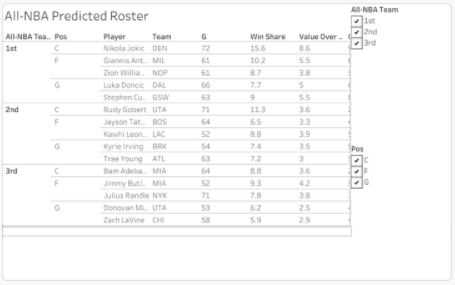 All-NBA Predicted Roster
All-NBA Tea.. Pos Player Team G Win Share Value Over ..
1st C Nikola Jokic DEN 72 15.6 8.6
F Giannis Ant.. MIL 61 10.2 5.5
Zion Willia.. NOP 61 8.7 3.8
G Luka Doncic DAL 66 7.7 5
Stephen Cu.. GSW 63 9 5.5
2nd C Rudy Gobert UTA 71 11.3 3.6
F Jayson Tat.. BOS 64 6.5 3.3
Kawhi Leon.. LAC 52 8.8 3.9
G Kyrie Irving BRK 54 7.4 3.5
Trae Young ATL 63 7.2 3
3rd C Bam Adeba.. MIA 64 8.8 3.6
F Jimmy Butl.. MIA 52 9.3 4.2
Julius Randle NYK 71 7.8 3.8
G Donovan Mi.. UTA 53 6.2 2.5
Zach LaVine CHI 58 5.9 2.9
All-NBA Team
1st
2nd
3rd
Pos
C
F
G